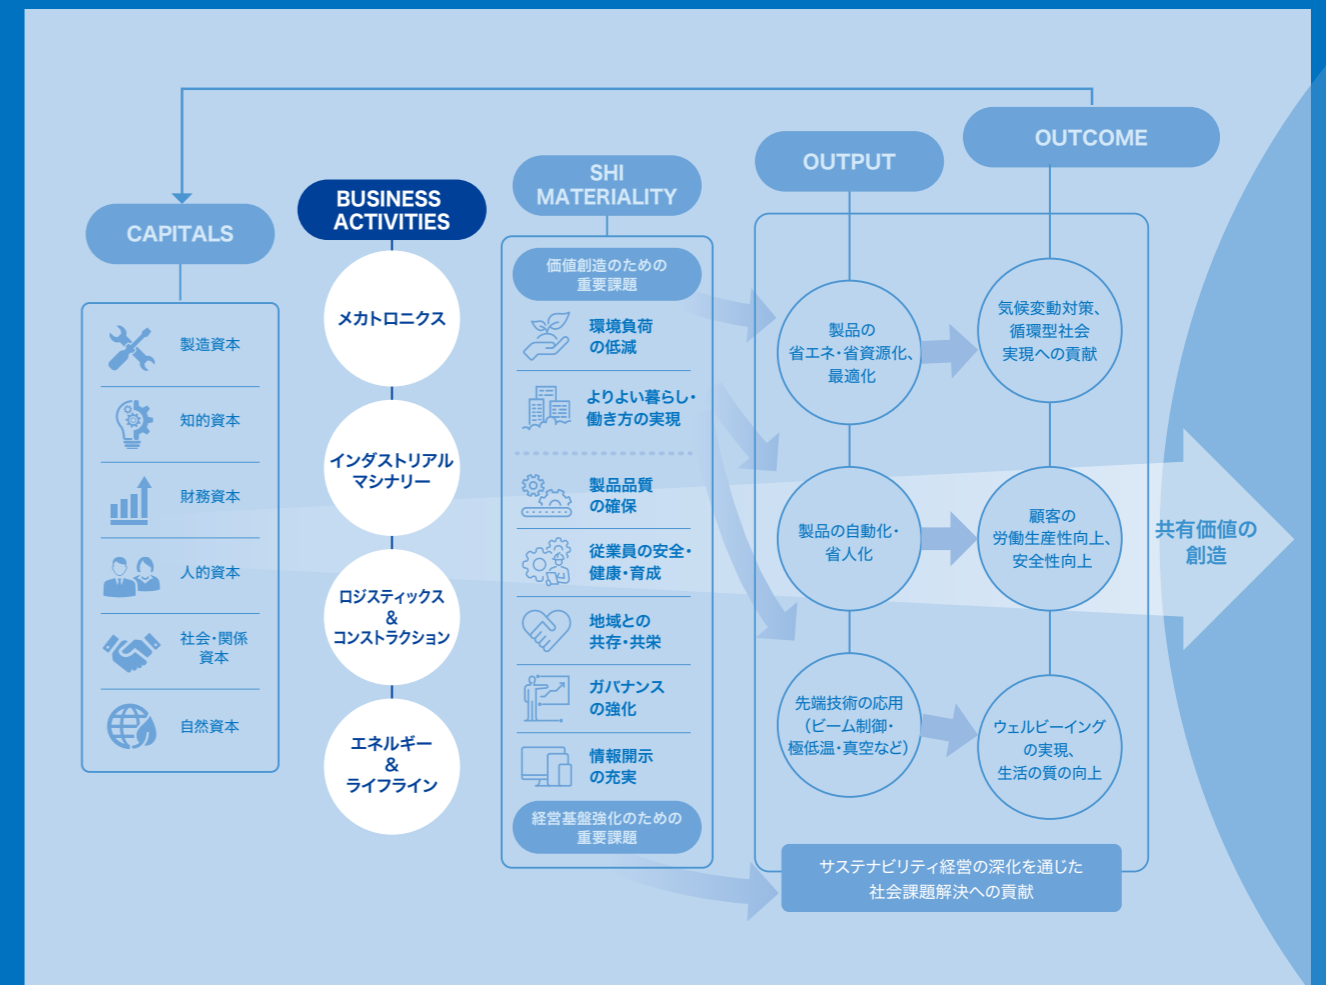 CAPITALS
製造資本
知的資本
財務資本
人的資本
社会・関係
資本
自然資本
BUSINESS
ACTIVITIES
メカトロニクス
インダストリアル
マシナリー
ロジスティックス
&
コンストラクション
エネルギー
&
ライフライン
SHI
MATERIALITY
価値創造のための
重要課題
環境負荷
の低減
よりよい暮らし・
働き方の実現
製品品質
の確保
従業員の安全・
健康・育成
地域との
共存・共栄
ガバナンス
の強化
情報開示
の充実
経営基盤強化のための
重要課題
OUTPUT
製品の
省エネ・省資源化、
最適化
製品の自動化・
省人化
先端技術の応用
（ビーム制御・
極低温・真空など）
OUTCOME
気候変動対策、
循環型社会
実現への貢献
顧客の
労働生産性向上、
安全性向上
ウェルビーイング
の実現、
生活の質の向上
サステナビリティ経営の深化を通じた
社会課題解決への貢献
共有価値の
創造